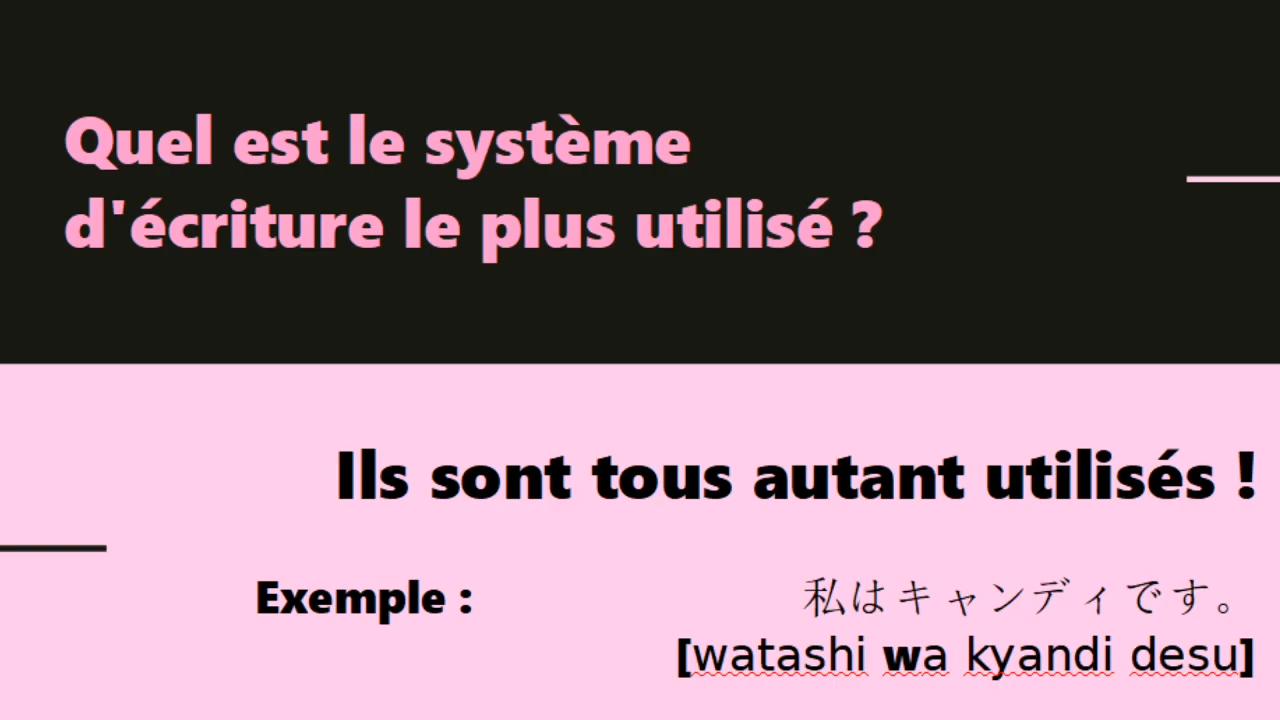 Quel est le système
d'écriture le plus utilisé ?
Ils sont tous autant utilisés !
Exemple :
私はキャンディです。
[watashi wa kyandi desu]